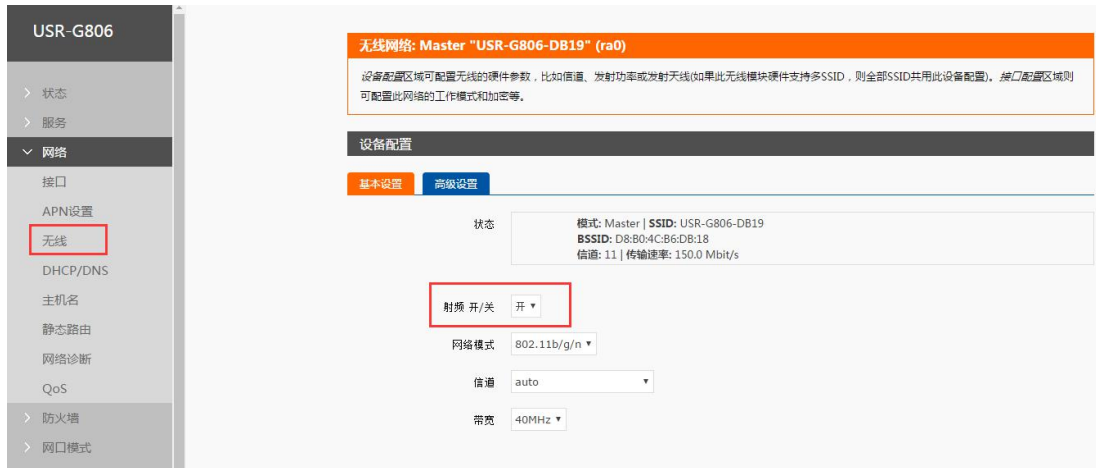 USR-G806
状态
服务
网络
接口
APN设置
无线
DHCP/DNS
主机名
静态路由
网络诊断
QoS
防火墙
网口模式
无线网络: Master "USR-G806-DB19" (ra0)
设备配置区域可配置无线的硬件参数，比如信道、发射功率或发射天线(如果此无线模块硬件支持多SSID，则全部SSID共用此设备配置)。接口配置区域则
可配置此网络的工作模式和加密等。
设备配置
基本设置 高级设置
状态 模式: Master | SSID: USR-G806-DB19
BSSID: D8:B0:4C:B6:DB:18
信道: 11 | 传输速率: 150.0 Mbit/s
射频 开/关 开
网络模式 802.11b/g/n
信道 auto
带宽 40MHz